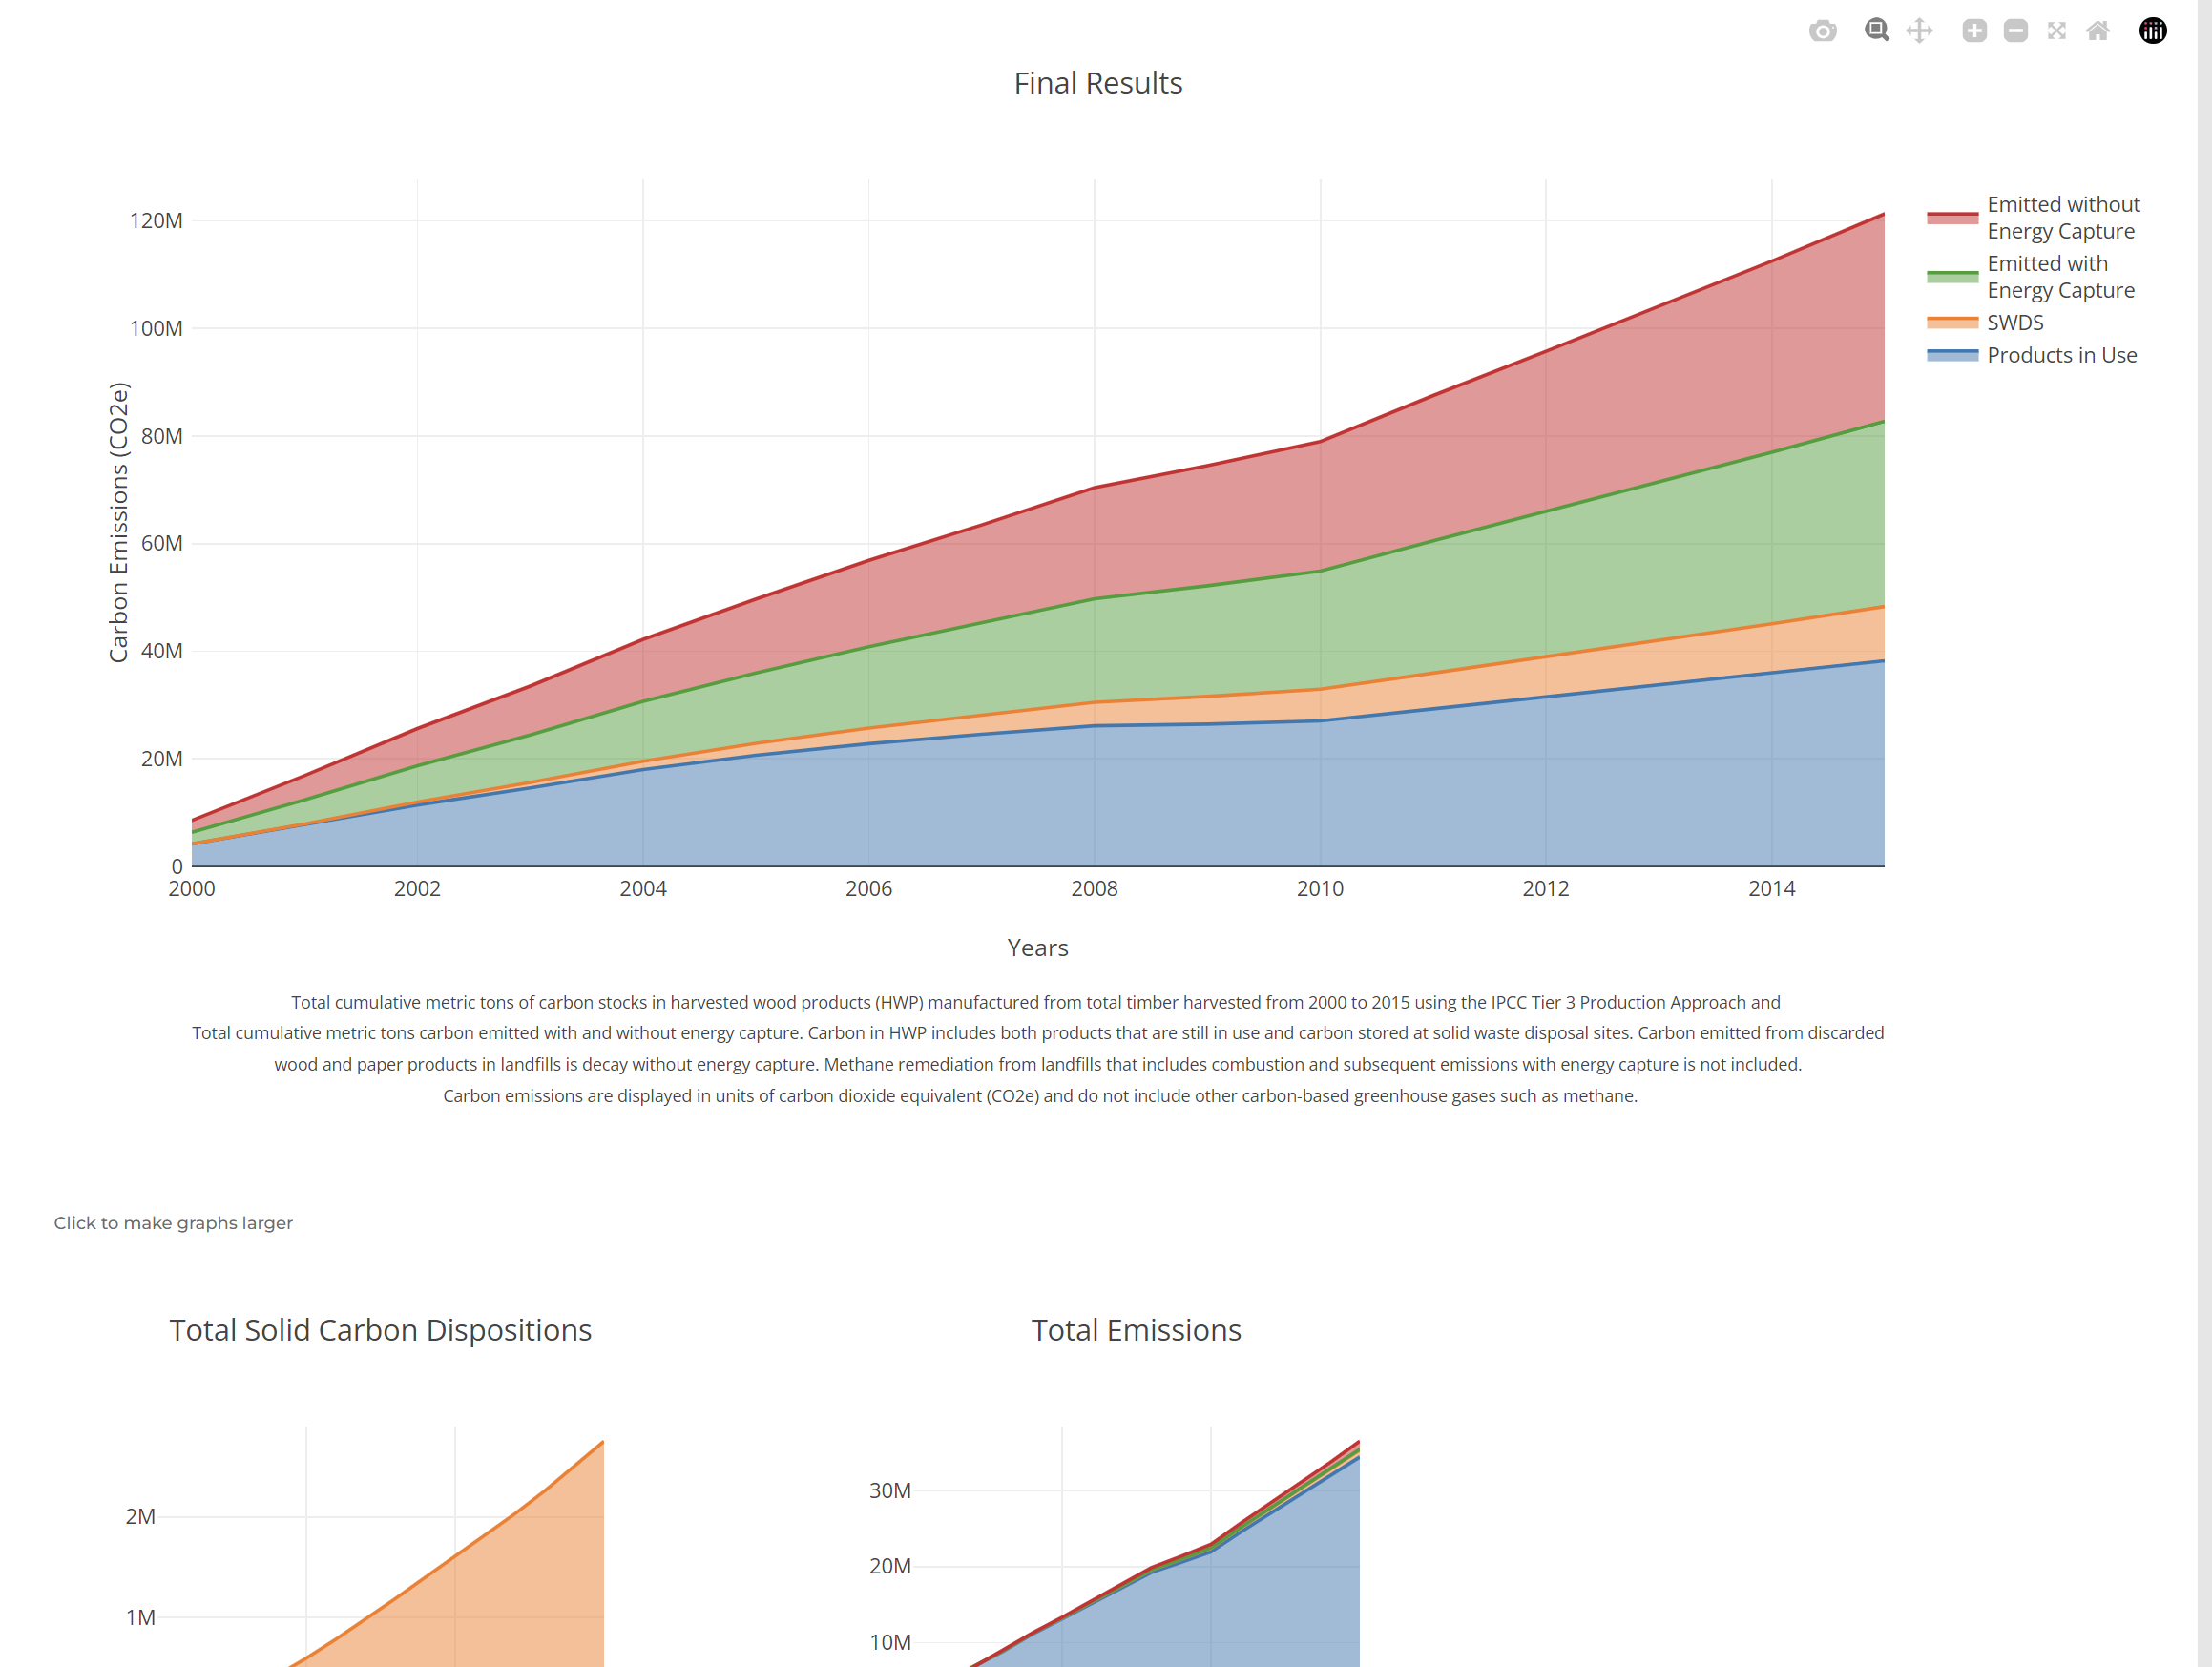 Final Results
120M
100M
80M
60M
40M
20M
0
Carbon Emissions (CO2e)
2000 2002 2004 2006 2008 2010 2012 2014
Years
Emitted without
Energy Capture
Emitted with
Energy Capture
SWDS
Products in Use
Total cumulative metric tons of carbon stocks in harvested wood products (HWP) manufactured from total timber harvested from 2000 to 2015 using the IPCC Tier 3 Production Approach and
Total cumulative metric tons carbon emitted with and without energy capture. Carbon in HWP includes both products that are still in use and carbon stored at solid waste disposal sites. Carbon emitted from discarded
wood and paper products in landfills is decay without energy capture. Methane remediation from landfills that includes combustion and subsequent emissions with energy capture is not included.
Carbon emissions are displayed in units of carbon dioxide equivalent (CO2e) and do not include other carbon-based greenhouse gases such as methane.
Click to make graphs larger
Total Solid Carbon Dispositions
2M
1M
Total Emissions
30M
20M
10M